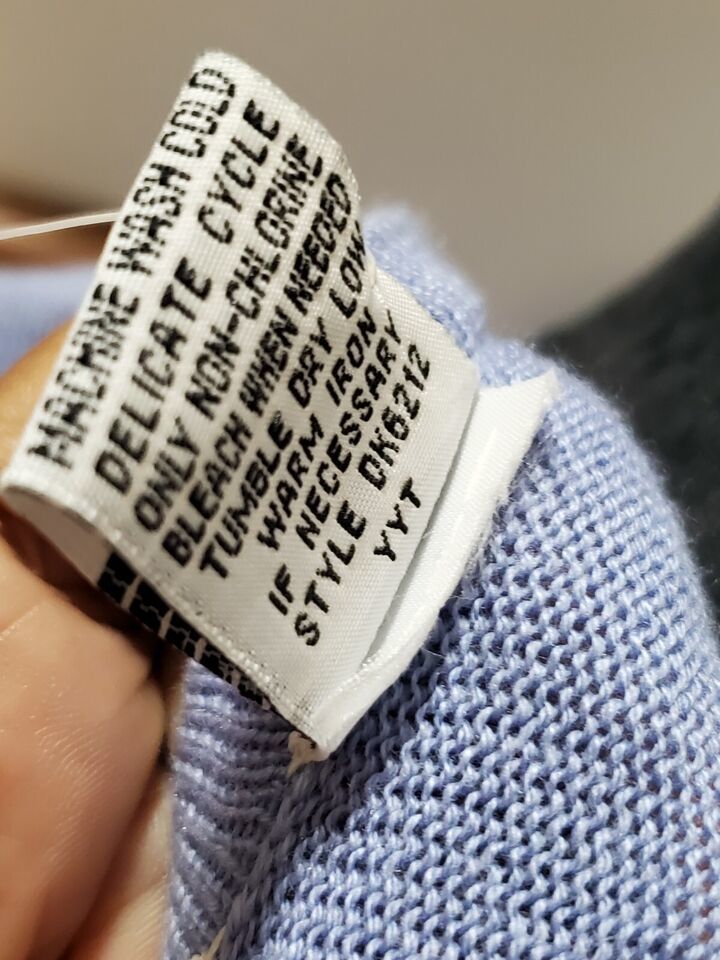 MACHINE WASH COLD
DELICATE CYCLE
ONLY NON-CHLORINE
BLEACH WHEN NEEDED
TUMBLE DRY LOW
WARM IRON
IF NECESSARY
STYLE DK6212
YYT